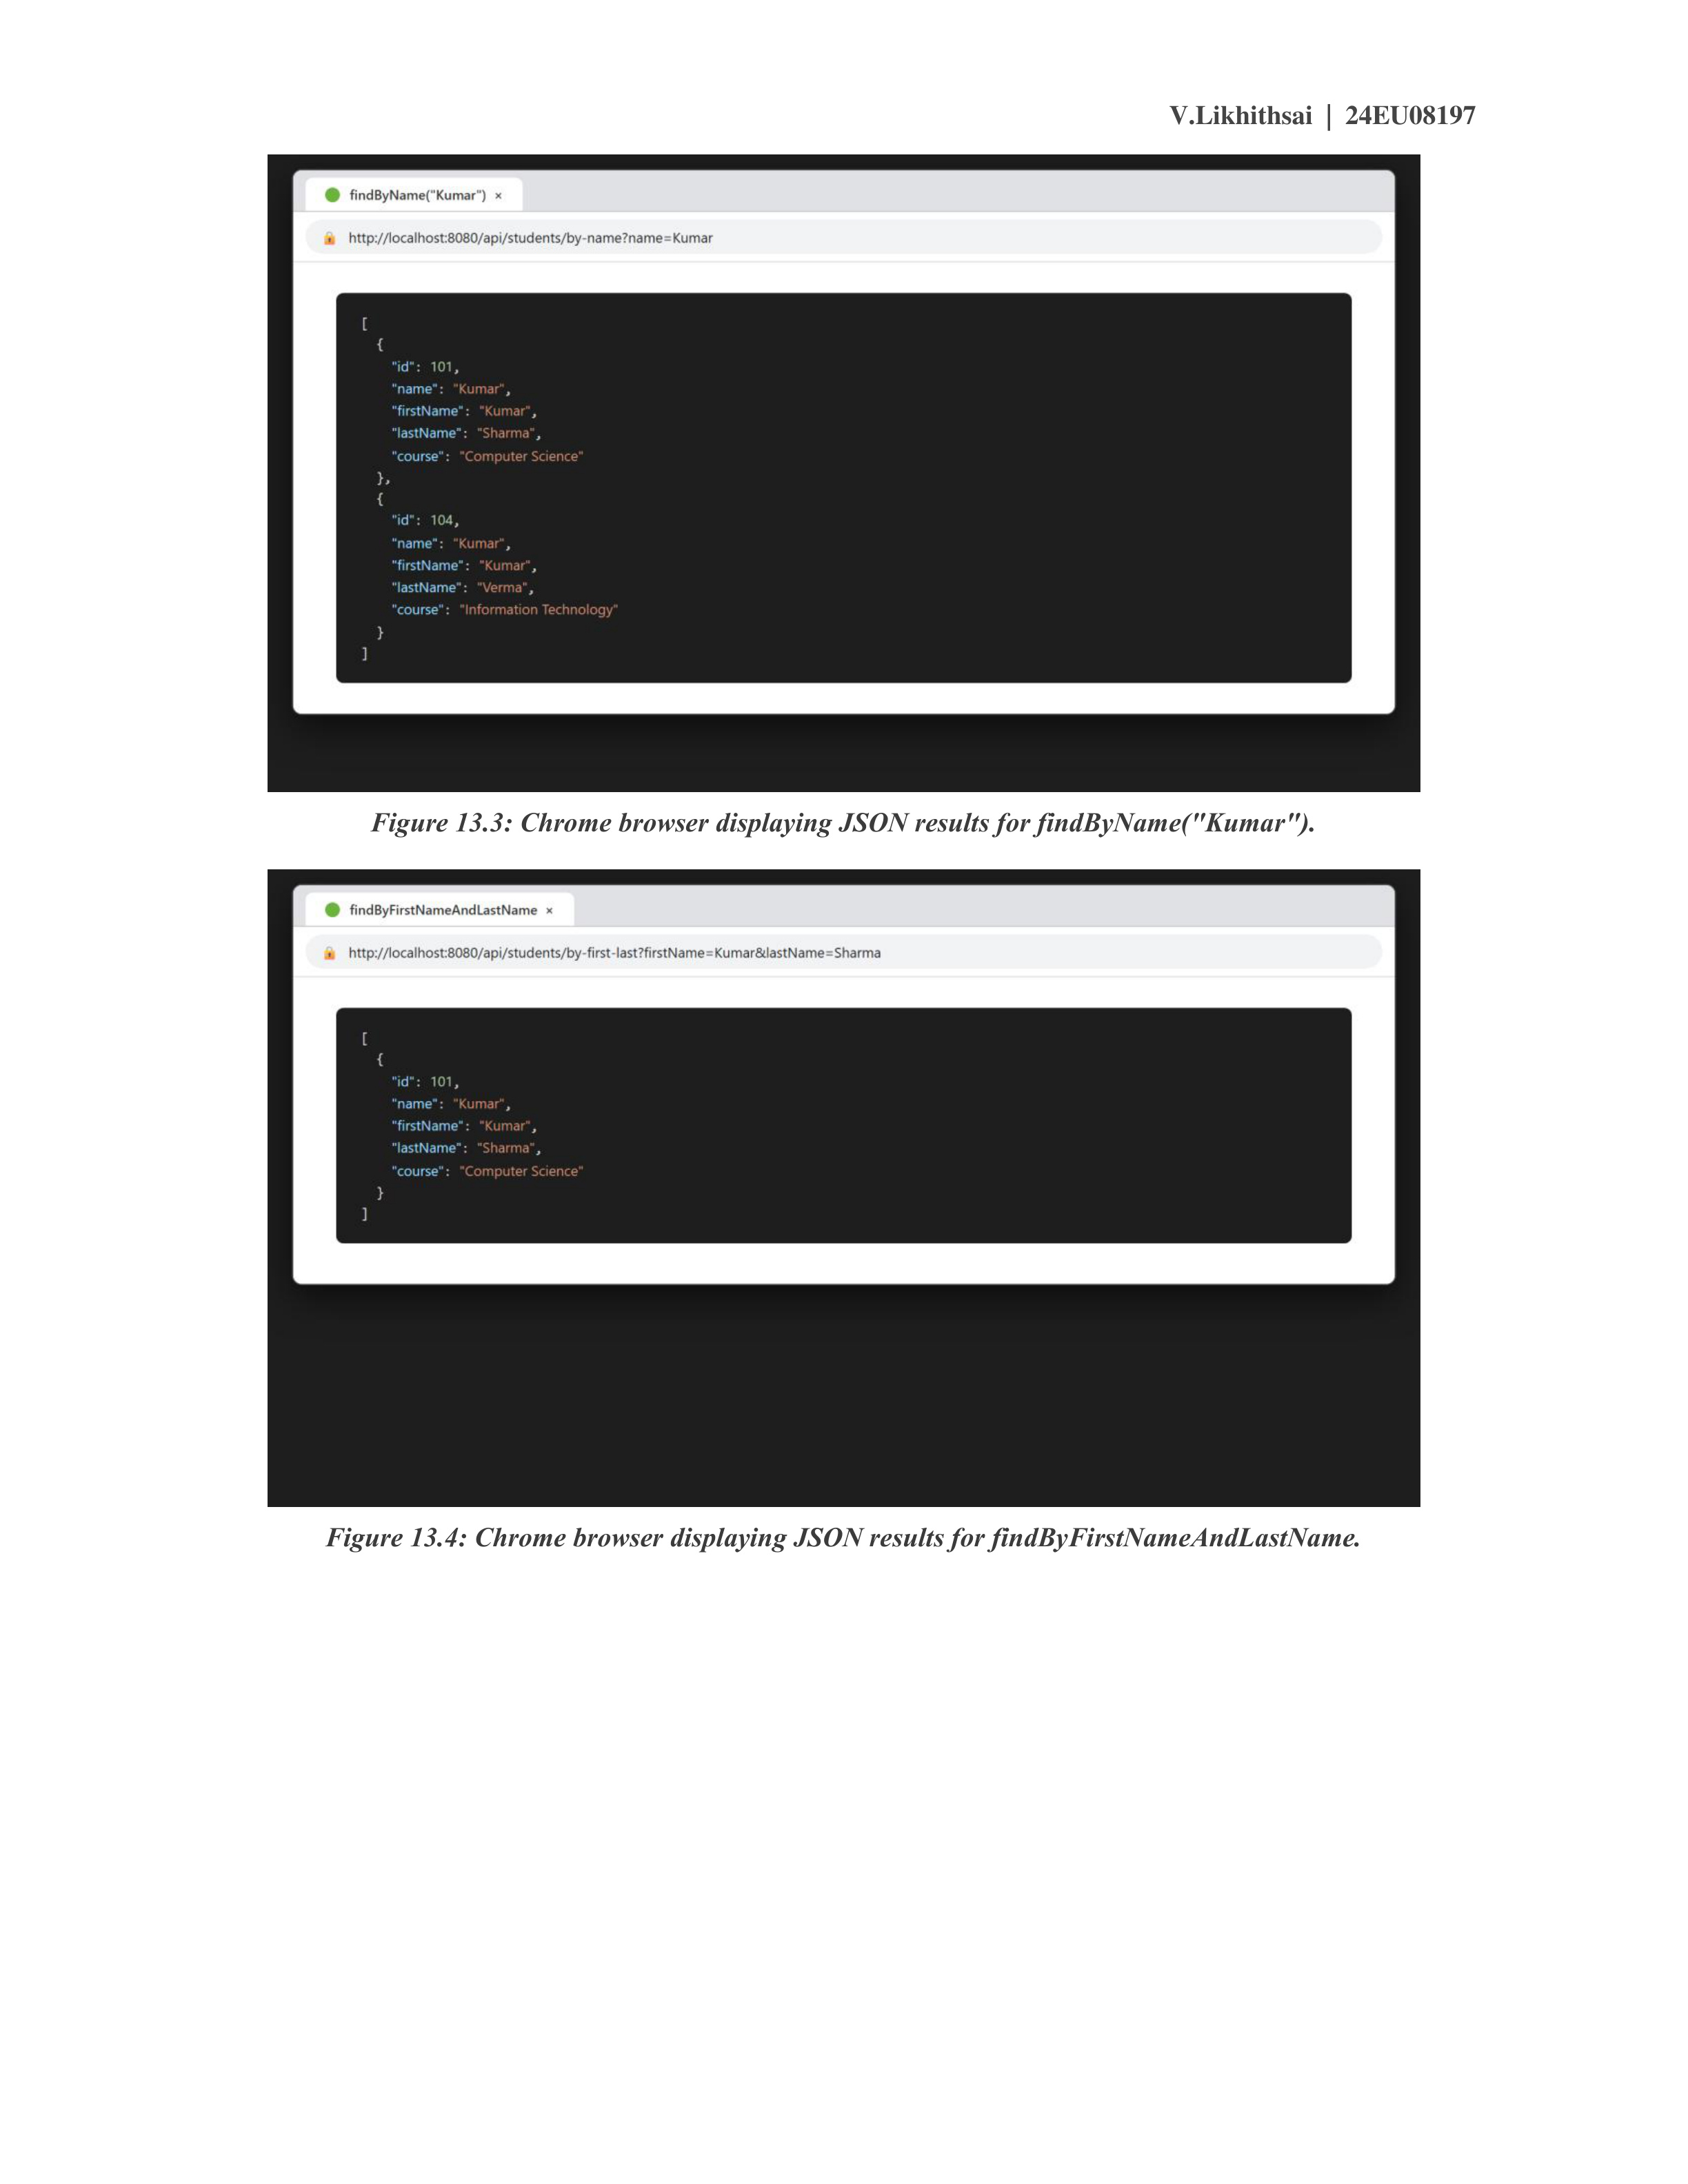 V.Likhithsai | 24EU08197
findByName("Kumar") ×
http://localhost:8080/api/students/by-name?name=Kumar
[
{
"id": 101,
"name": "Kumar",
"firstName": "Kumar",
"lastName": "Sharma",
"course": "Computer Science"
},
{
"id": 104,
"name": "Kumar",
"firstName": "Kumar",
"lastName": "Verma",
"course": "Information Technology"
}
]
Figure 13.3: Chrome browser displaying JSON results for findByName("Kumar").
findByFirstNameAndLastName ×
http://localhost:8080/api/students/by-first-last?firstName=Kumar&lastName=Sharma
[
{
"id": 101,
"name": "Kumar",
"firstName": "Kumar",
"lastName": "Sharma",
"course": "Computer Science"
}
]
Figure 13.4: Chrome browser displaying JSON results for findByFirstNameAndLastName.